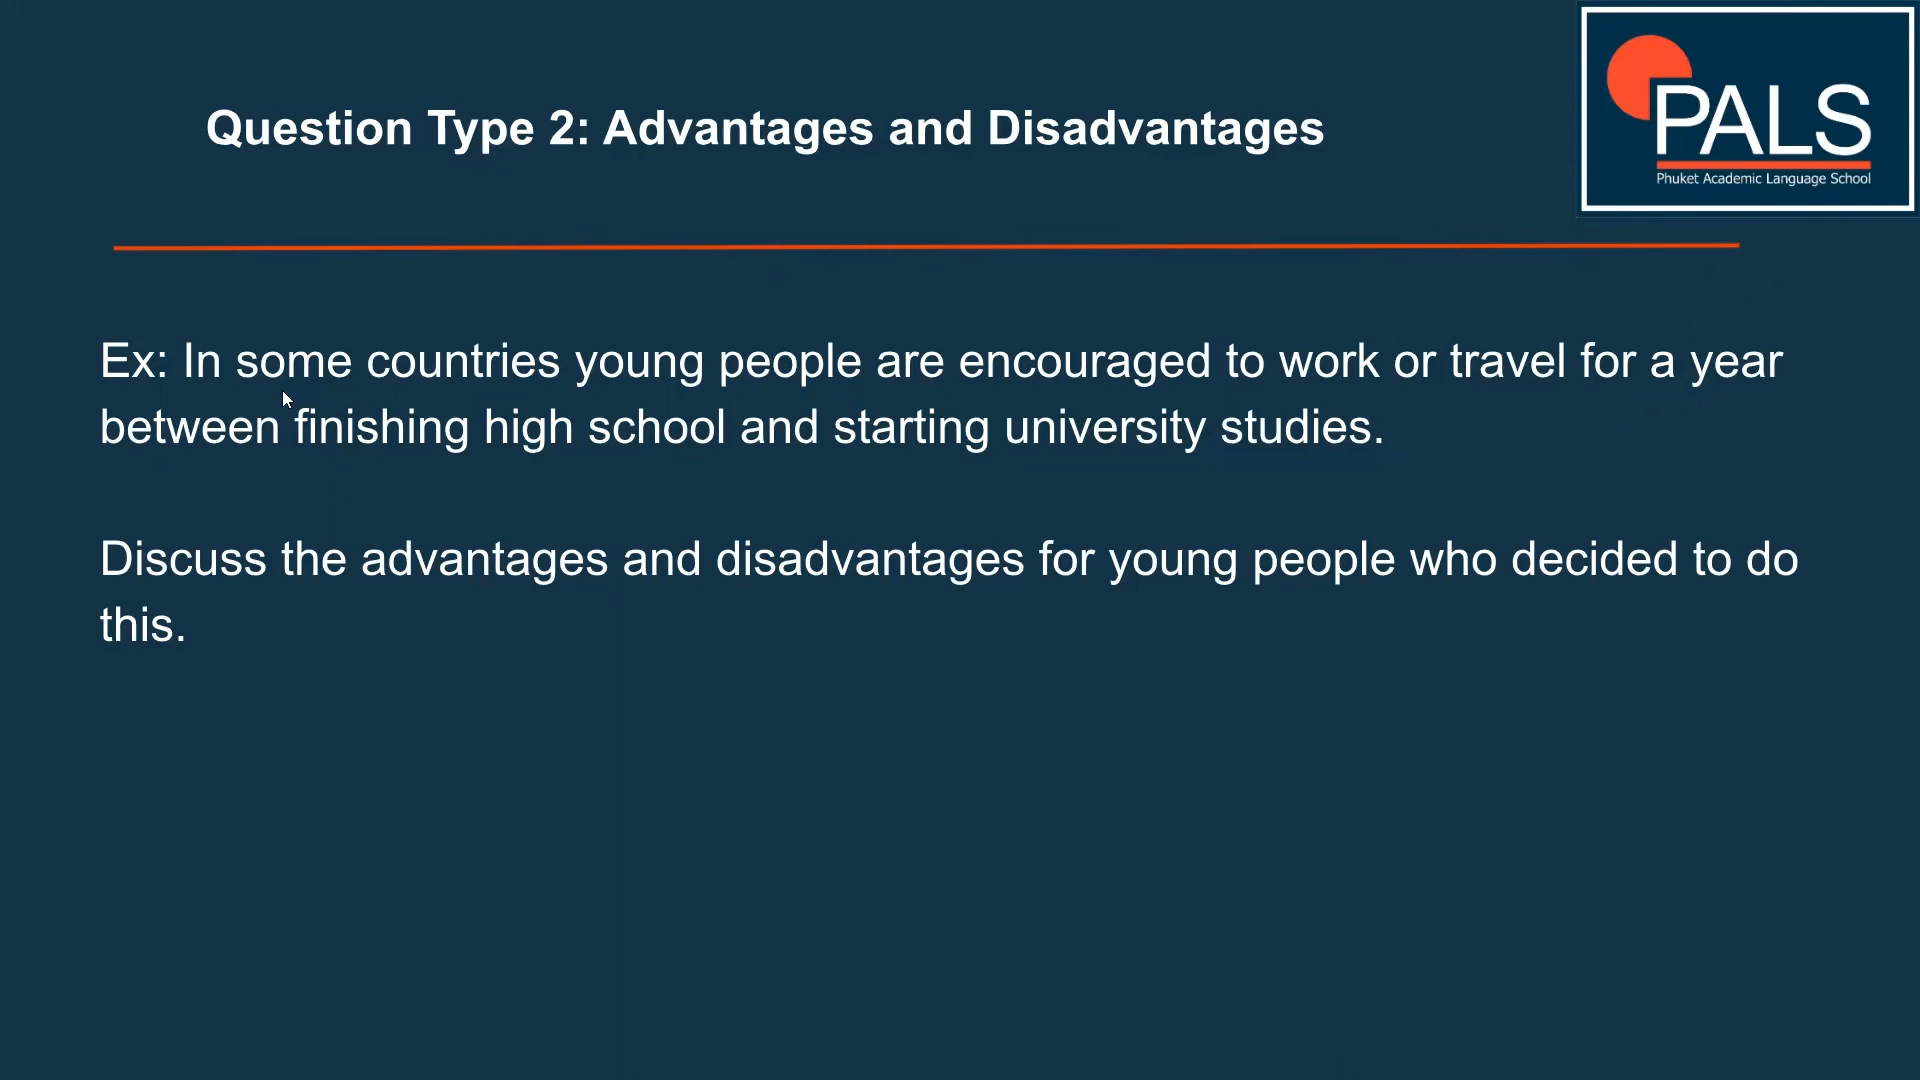 PALS
Phuket Academic Language School
Question Type 2: Advantages and Disadvantages
Ex: In some countries young people are encouraged to work or travel for a year
between finishing high school and starting university studies.
Discuss the advantages and disadvantages for young people who decided to do
this.